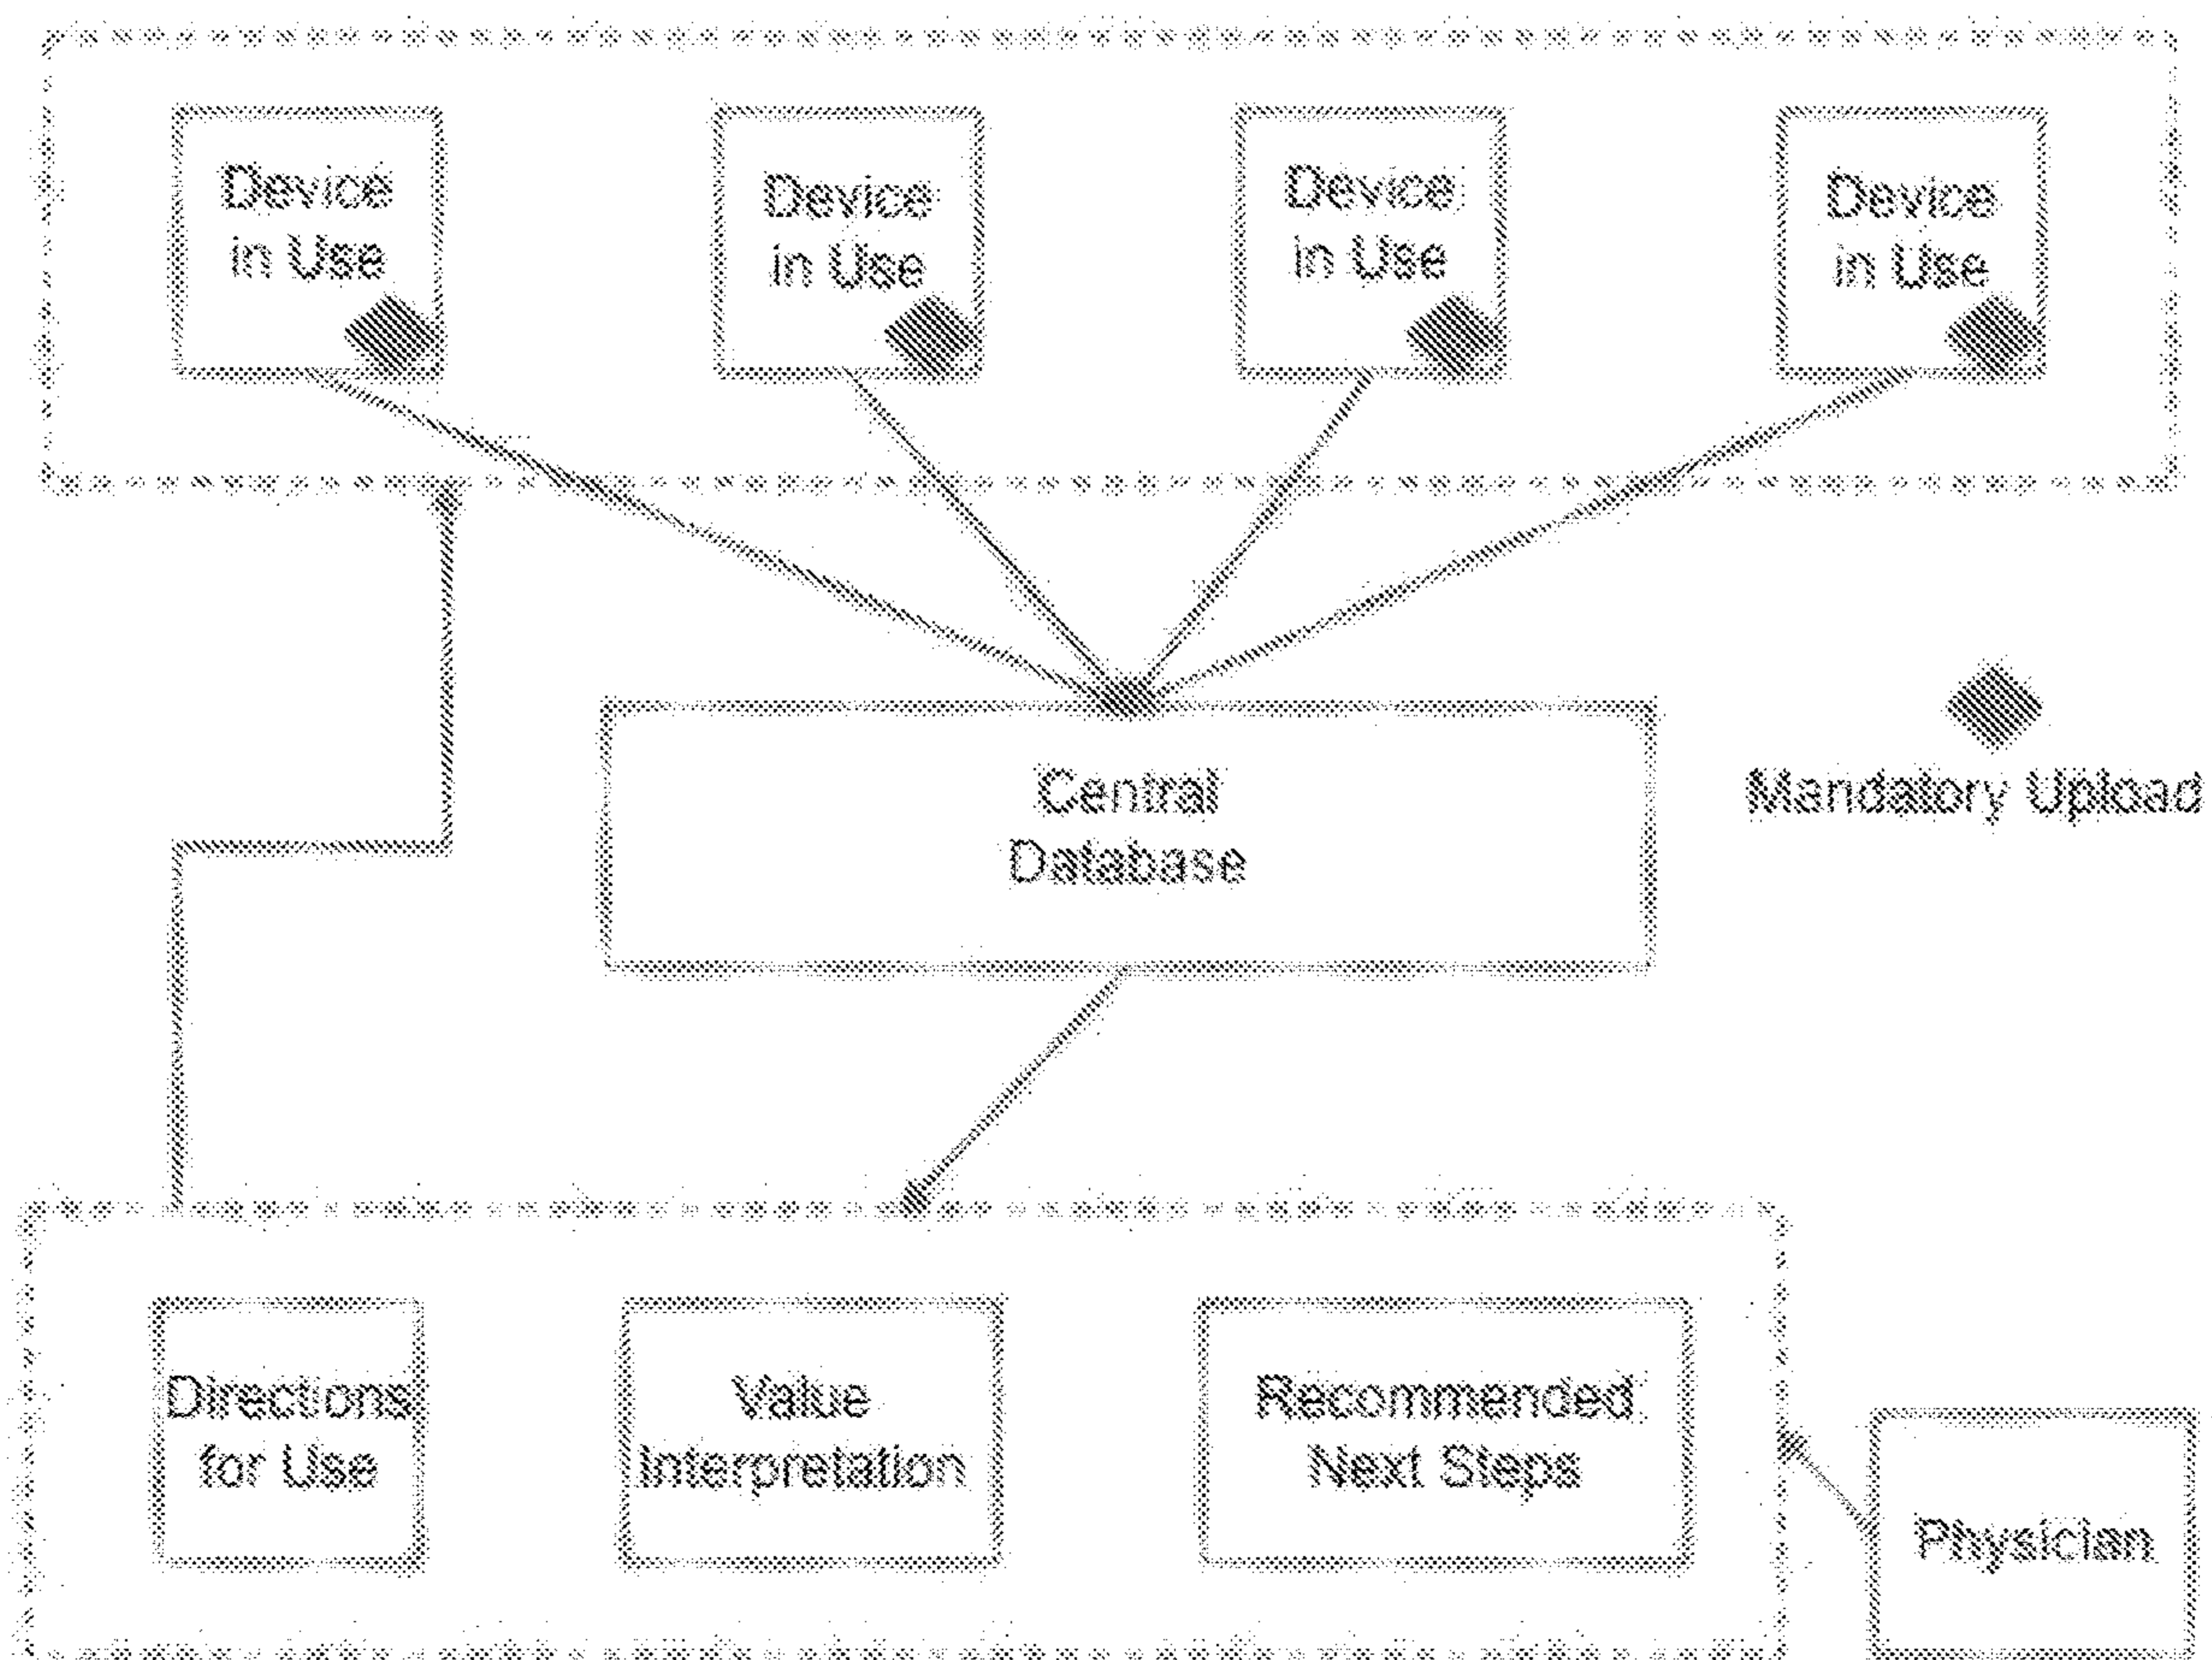 Device
in Use
Device
in Use
Device
in Use
Device
in Use
Central
Database
Mandatory Upload
Directions
for Use
Value
Interpretation
Recommended
Next Steps
Physician